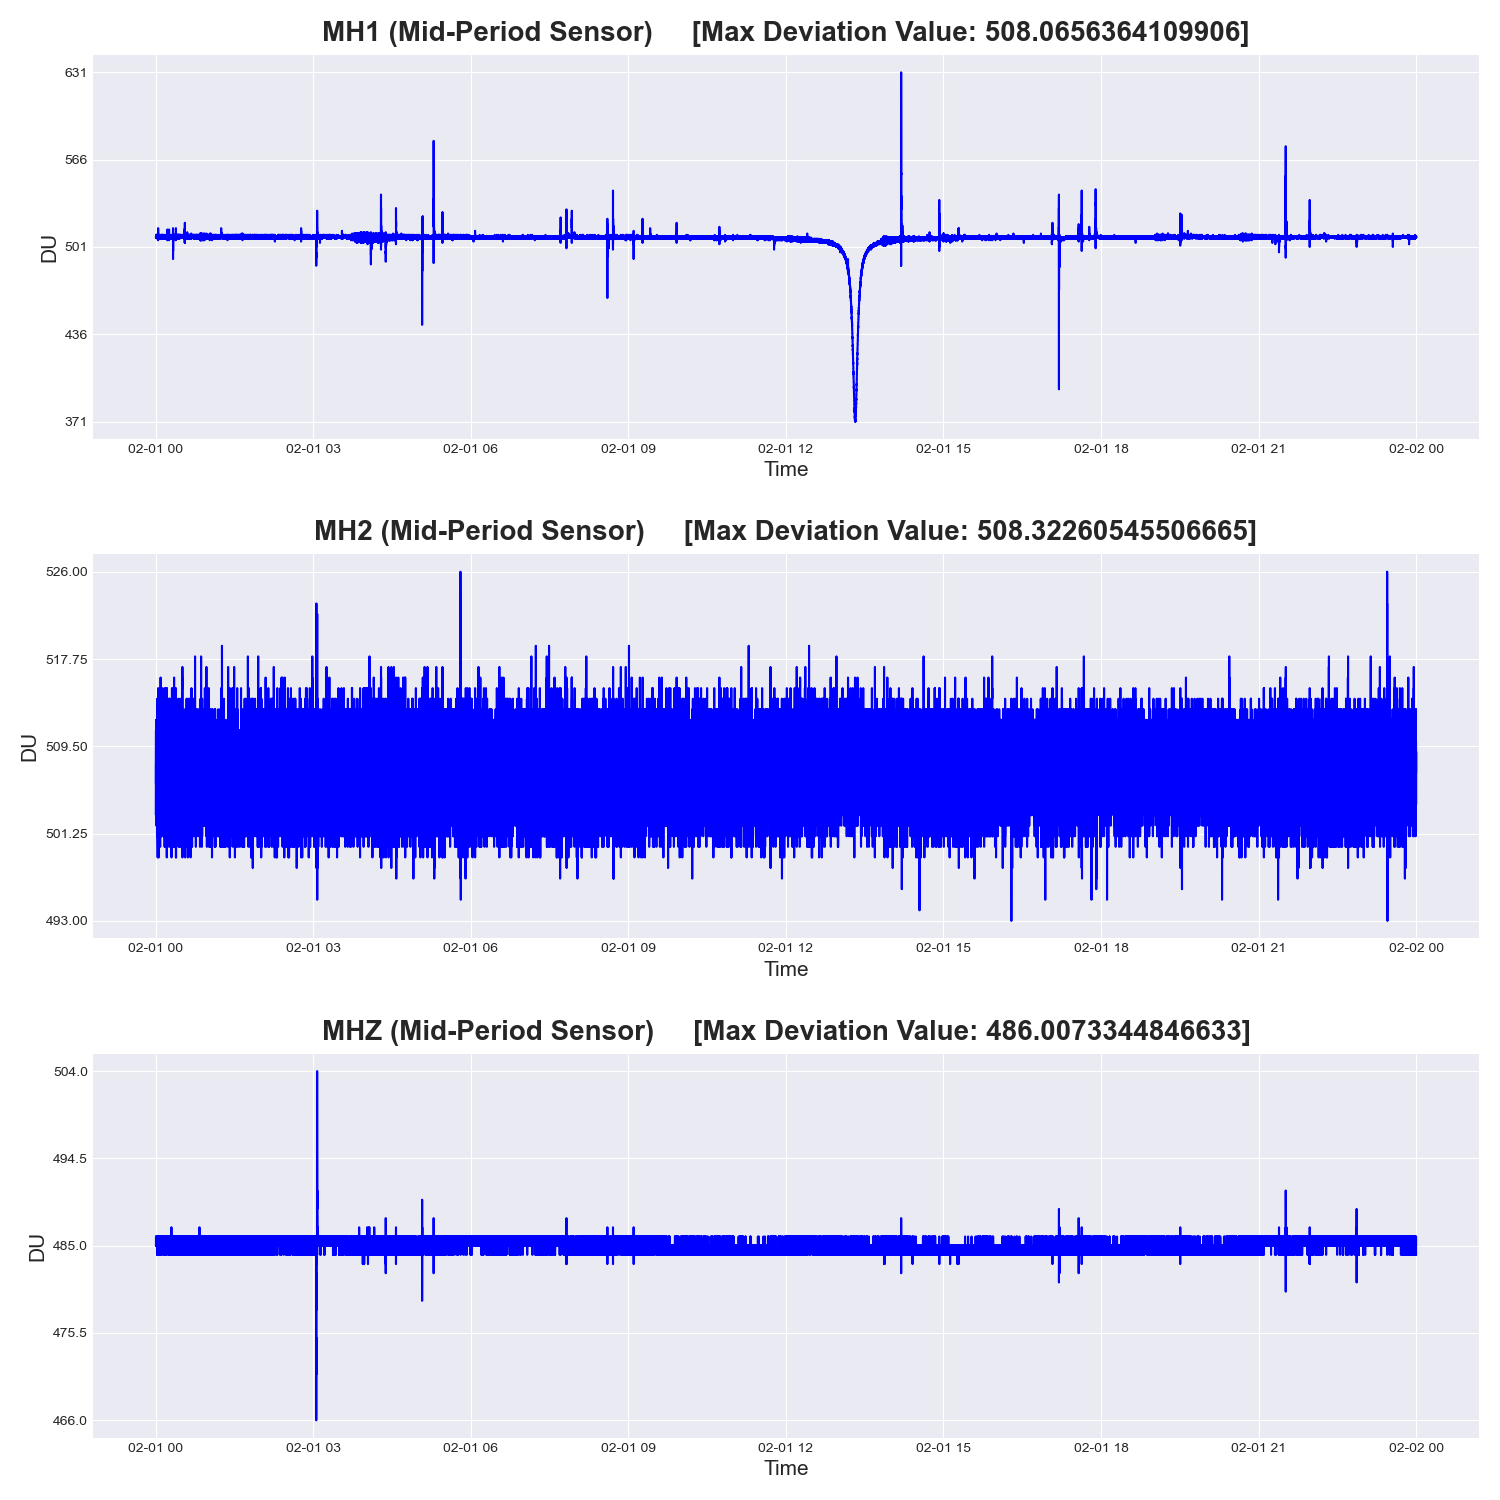 MH1 (Mid-Period Sensor) [Max Deviation Value: 508.0656364109906]
631
566
501
436
371
DU
02-01 00 02-01 03 02-01 06 02-01 09 02-01 12 02-01 15 02-01 18 02-01 21 02-02 00
Time
MH2 (Mid-Period Sensor) [Max Deviation Value: 508.32260545506665]
526.00
517.75
509.50
501.25
493.00
DU
02-01 00 02-01 03 02-01 06 02-01 09 02-01 12 02-01 15 02-01 18 02-01 21 02-02 00
Time
MHZ (Mid-Period Sensor) [Max Deviation Value: 486.0073344846633]
504.0
494.5
485.0
475.5
466.0
DU
02-01 00 02-01 03 02-01 06 02-01 09 02-01 12 02-01 15 02-01 18 02-01 21 02-02 00
Time